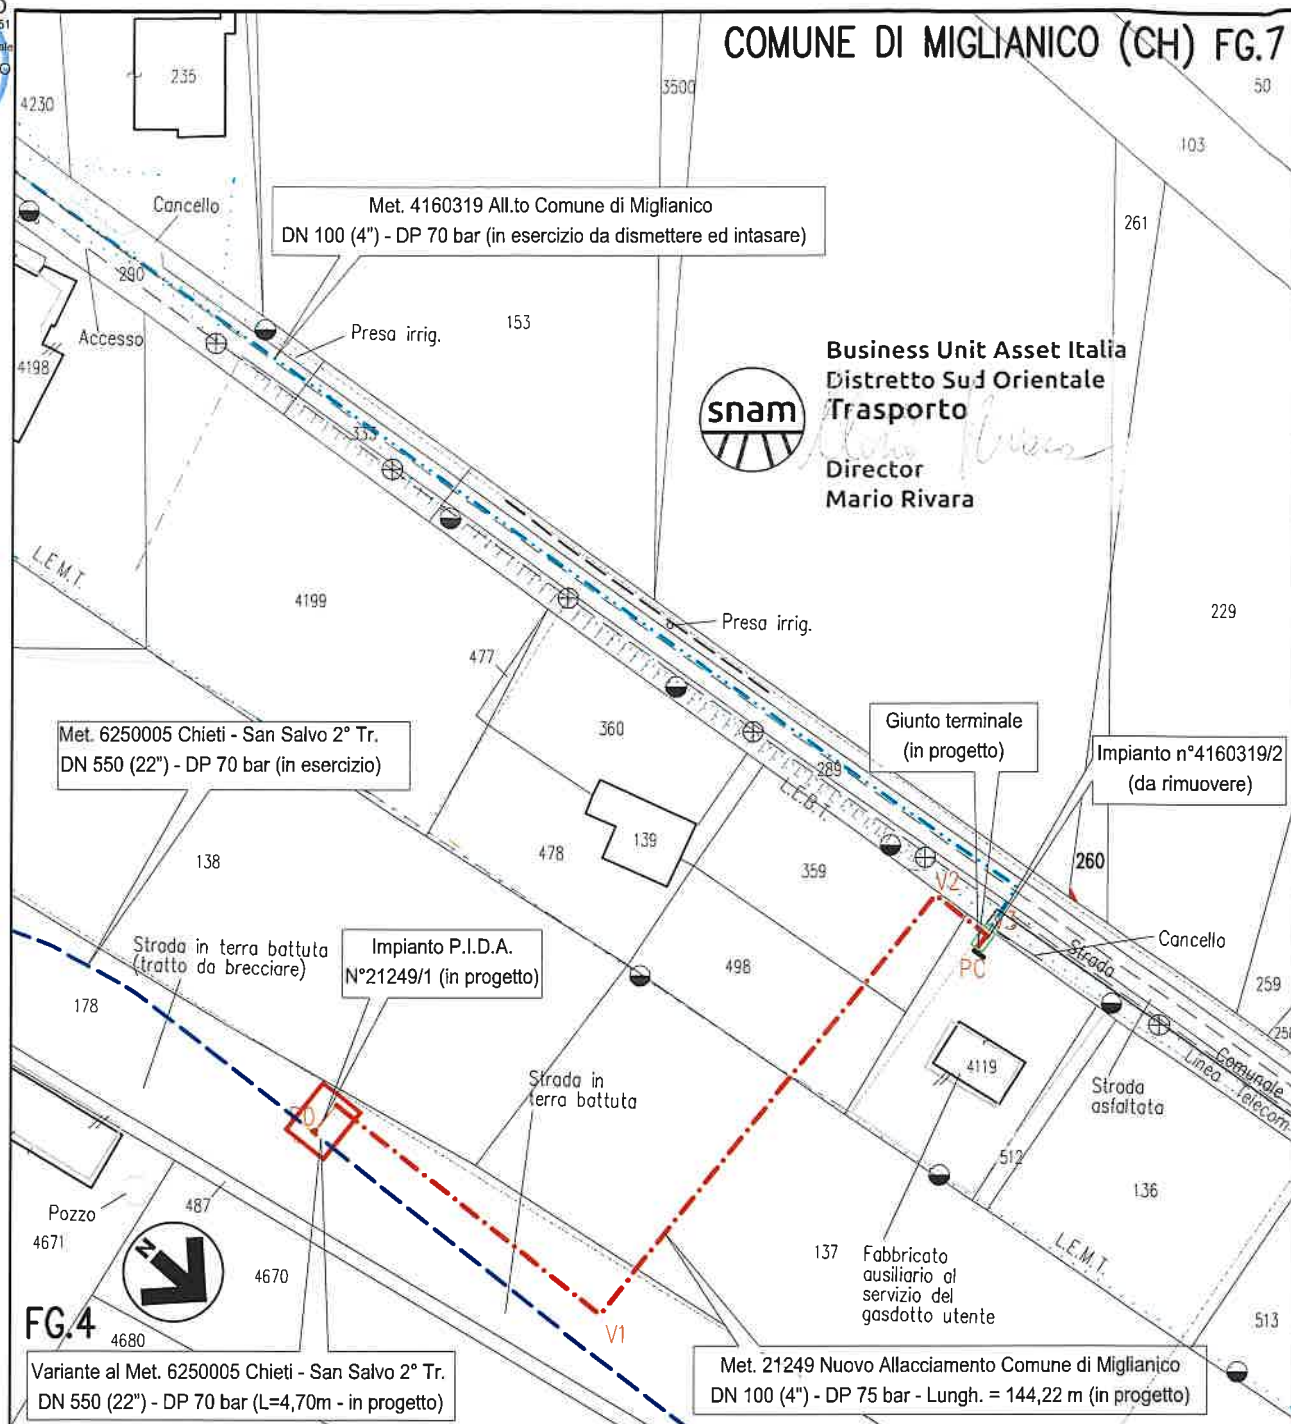 COMUNE DI MIGLIANICO (CH) FG.7
235
4230
3500
50
103
261
Cancello
Met. 4160319 All.to Comune di Miglianico
DN 100 (4") - DP 70 bar (in esercizio da dismettere ed intasare)
290
Accesso
4198
Presa irrig.
153
333
Business Unit Asset Italia
Distretto Sud Orientale
Trasporto
snam
Director
Mario Rivara
L.E.M.T.
4199
477
Presa irrig.
229
360
Met. 6250005 Chieti - San Salvo 2° Tr.
DN 550 (22") - DP 70 bar (in esercizio)
Giunto terminale
(in progetto)
Impianto n°4160319/2
(da rimuovere)
289
L.E.B.T.
138
478
139
359
260
V2
V3
PC
Strada in terra battuta
(tratto da brecciare)
Impianto P.I.D.A.
N°21249/1 (in progetto)
178
498
Strada
Cancello
259
258
Comunale
Linea Telecom
4119
Strada
asfaltata
Strada in
terra battuta
512
136
Pozzo
487
4671
N
4670
137
Fabbricato
ausiliario al
servizio del
gasdotto utente
L.E.M.T.
513
FG.4
4680
V1
Variante al Met. 6250005 Chieti - San Salvo 2° Tr.
DN 550 (22") - DP 70 bar (L=4,70m - in progetto)
Met. 21249 Nuovo Allacciamento Comune di Miglianico
DN 100 (4") - DP 75 bar - Lungh. = 144,22 m (in progetto)